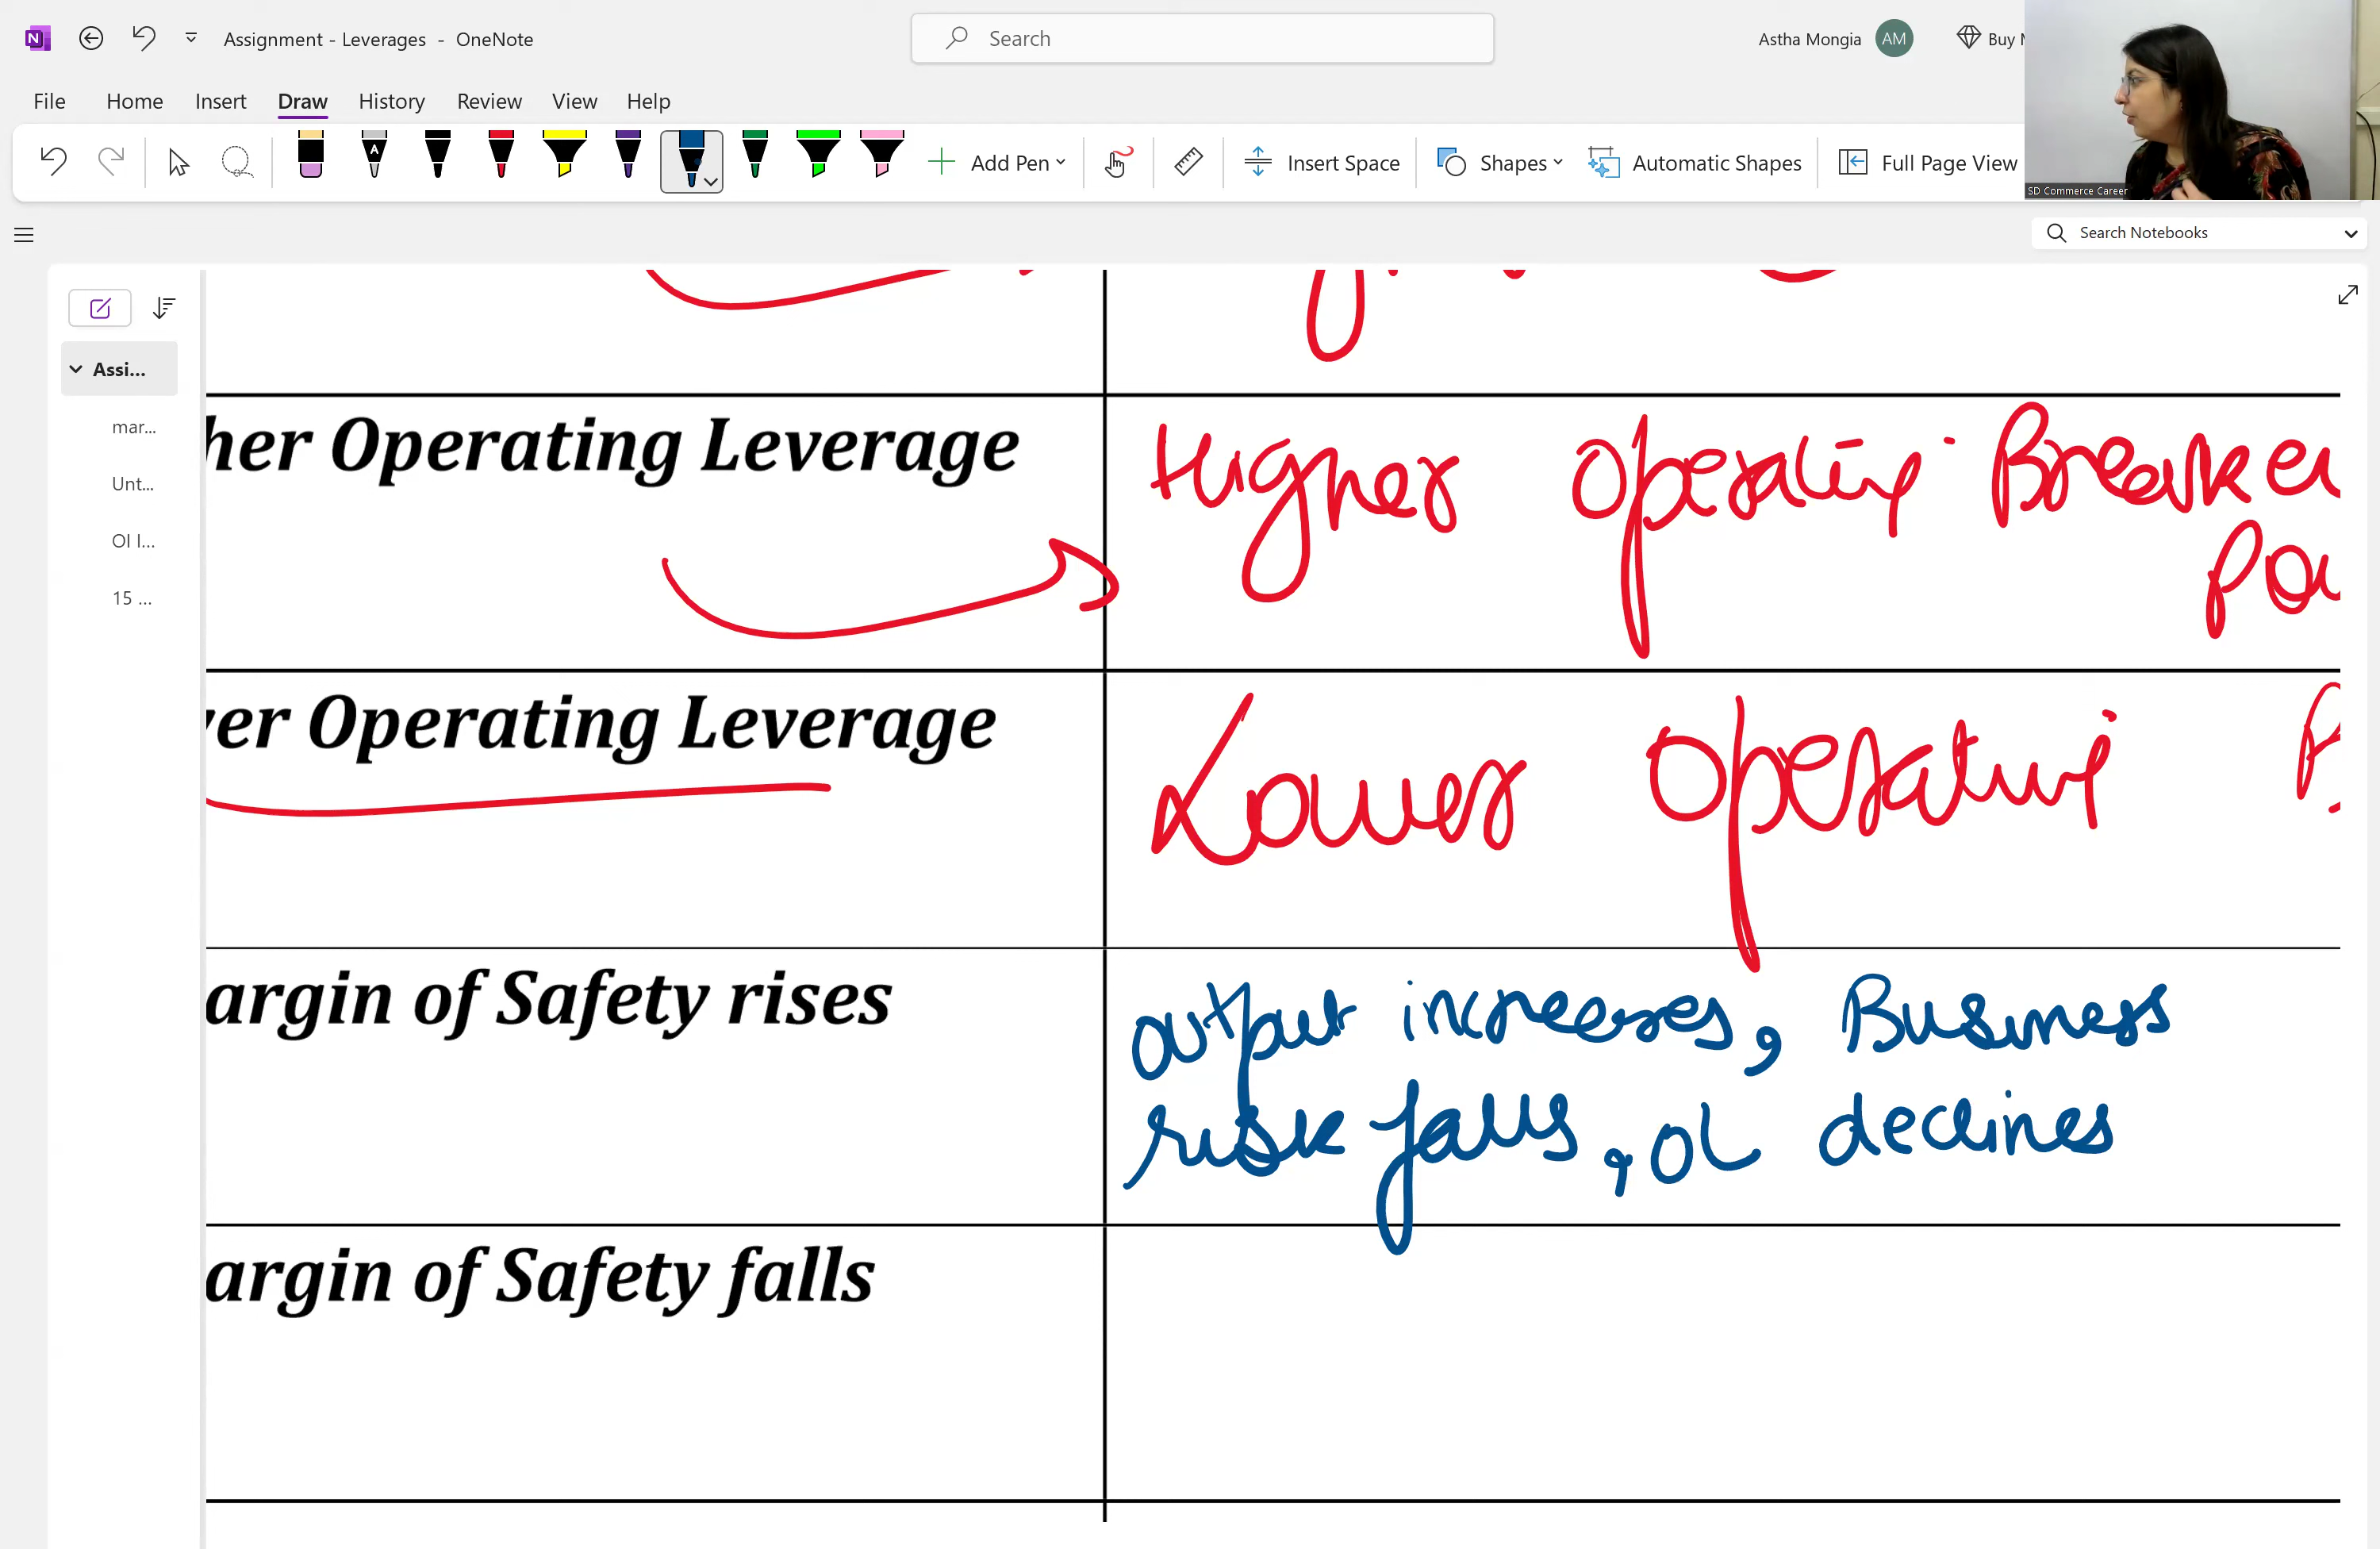 Assignment - Leverages - OneNote
Search
Astha Mongia AM
Buy
SD Commerce Career
File Home Insert Draw History Review View Help
Add Pen
Insert Space
Shapes
Automatic Shapes
Full Page View
Search Notebooks
Assi...
mar...
Unt...
OI I...
15 ...
her Operating Leverage
Higher Operating Break
er Operating Leverage
Lower Operating
argin of Safety rises
output increases, Business
risk falls, OL declines
argin of Safety falls